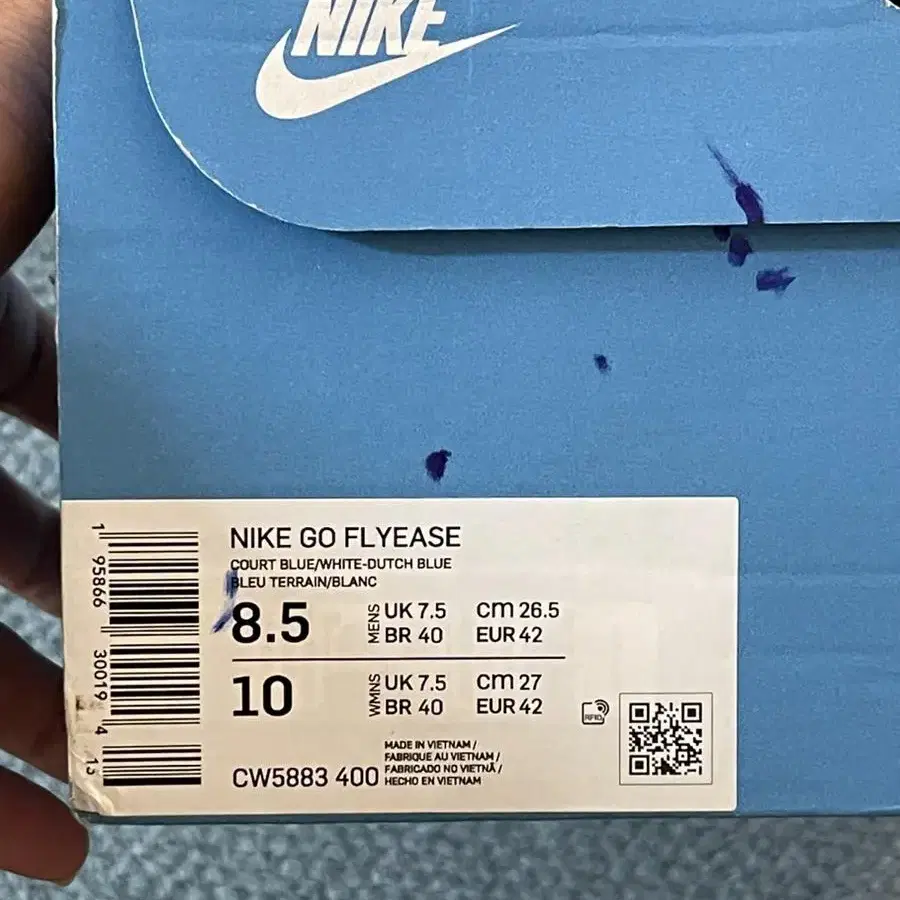 NIKE
NIKE GO FLYEASE
COURT BLUE/WHITE-DUTCH BLUE
BLEU TERRAIN/BLANC
8.5 MENS UK 7.5 cm 26.5
BR 40 EUR 42
10 WMNS UK 7.5 cm 27
BR 40 EUR 42
RFID
MADE IN VIETNAM /
FABRIQUE AU VIETNAM /
FABRICADO NO VIETNÃ /
HECHO EN VIETNAM
CW5883 400
1 95866 30019 4 13